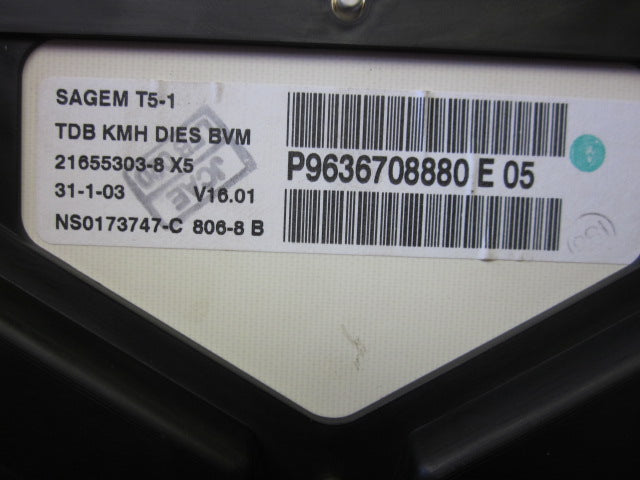 SAGEM T5-1
TDB KMH DIES BVM
21655303-8 X5
31-1-03 V16.01
NS0173747-C 806-8 B
P9636708880 E 05